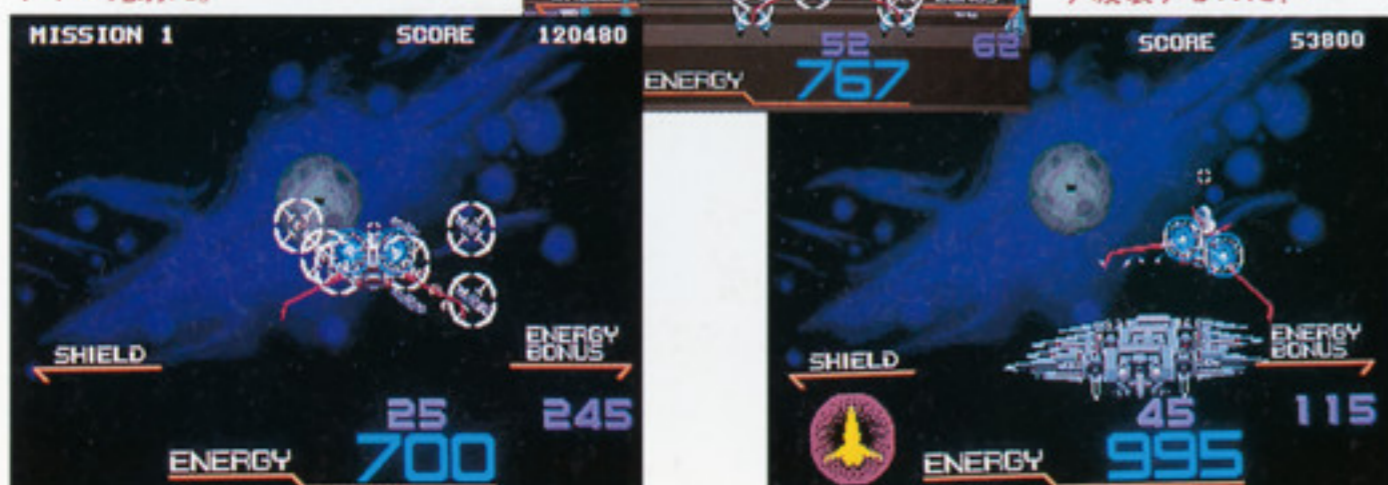 MISSION 1 SCORE 120480
SHIELD
ENERGY
BONUS
25 245
ENERGY 700
52 62
ENERGY 767
SCORE 53800
SHIELD
ENERGY
BONUS
45 115
ENERGY 995